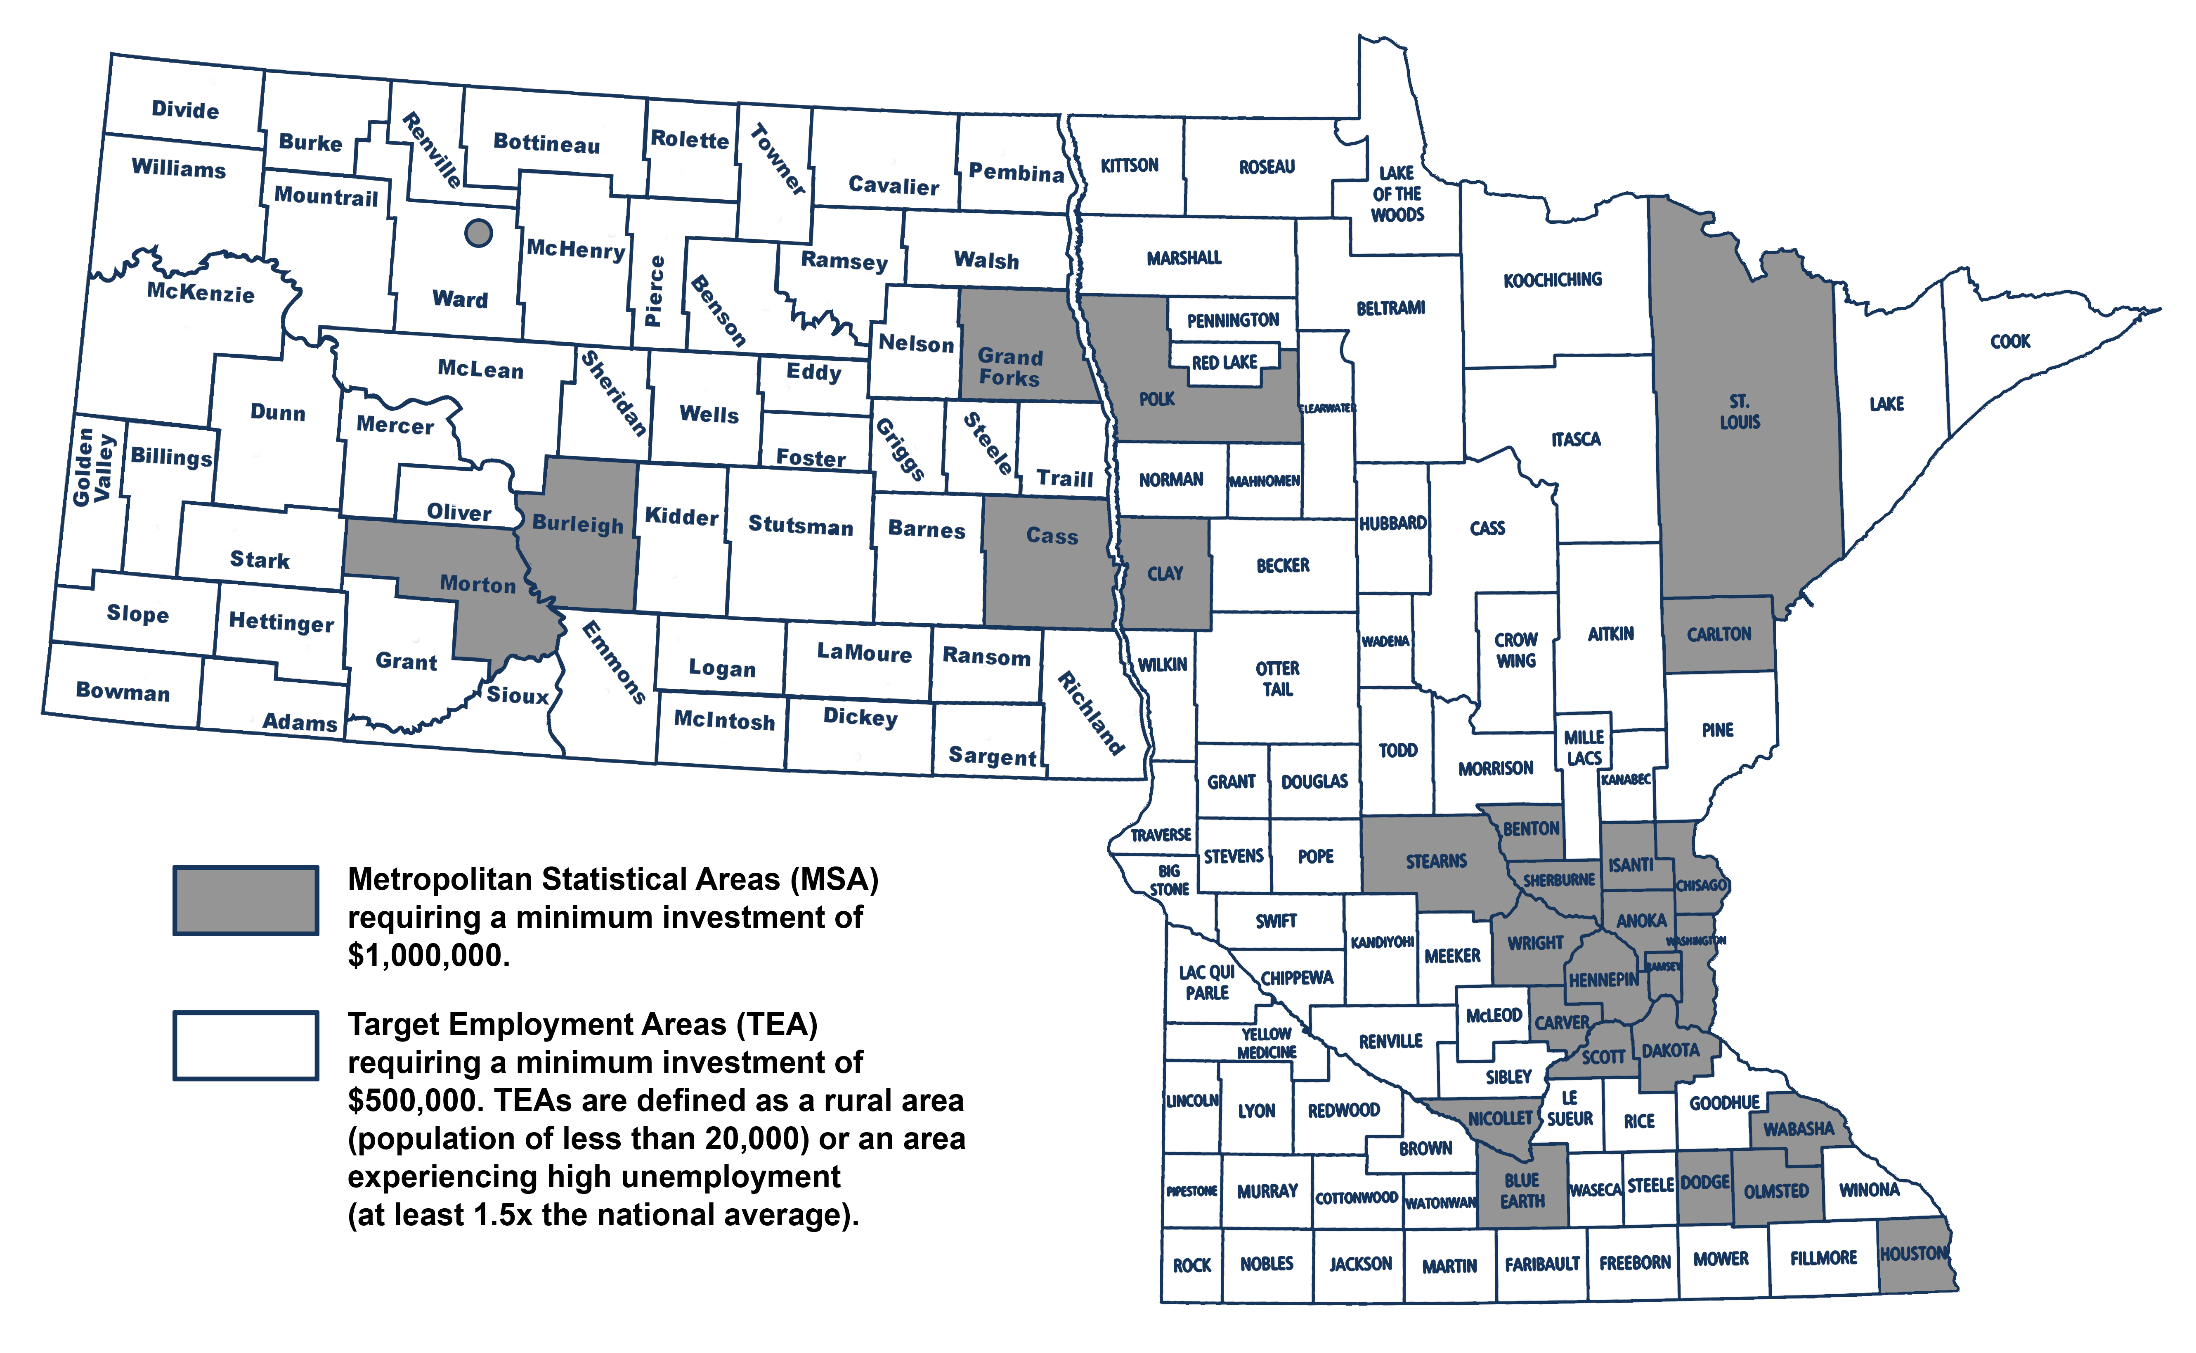 Divide
Burke
Renville
Bottineau
Rolette
Towner
Cavalier
Pembina
Williams
Mountrail
Ward
McHenry
Pierce
Benson
Ramsey
Walsh
McKenzie
McLean
Sheridan
Wells
Eddy
Nelson
Grand
Forks
Dunn
Mercer
Foster
Griggs
Steele
Traill
Golden
Valley
Billings
Oliver
Burleigh
Kidder
Stutsman
Barnes
Cass
Stark
Morton
Slope
Hettinger
Grant
Emmons
Logan
LaMoure
Ransom
Richland
Bowman
Adams
Sioux
McIntosh
Dickey
Sargent
KITTSON
ROSEAU
LAKE
OF THE
WOODS
MARSHALL
KOOCHICHING
PENNINGTON
BELTRAMI
RED LAKE
POLK
CLEARWATER
ITASCA
ST.
LOUIS
LAKE
COOK
NORMAN
MAHNOMEN
HUBBARD
CASS
CLAY
BECKER
WILKIN
OTTER
TAIL
WADENA
CROW
WING
AITKIN
CARLTON
TODD
MORRISON
MILLE
LACS
KANABEC
PINE
GRANT
DOUGLAS
TRAVERSE
STEVENS
POPE
STEARNS
BENTON
ISANTI
BIG
STONE
SHERBURNE
CHISAGO
SWIFT
KANDIYOHI
MEEKER
WRIGHT
ANOKA
WASHINGTON
LAC QUI
PARLE
CHIPPEWA
HENNEPIN
RAMSEY
McLEOD
CARVER
YELLOW
MEDICINE
RENVILLE
SCOTT
DAKOTA
SIBLEY
LINCOLN
LYON
REDWOOD
NICOLLET
LE
SUEUR
RICE
GOODHUE
WABASHA
BROWN
PIPESTONE
MURRAY
COTTONWOOD
WATONWAN
BLUE
EARTH
WASECA
STEELE
DODGE
OLMSTED
WINONA
ROCK
NOBLES
JACKSON
MARTIN
FARIBAULT
FREEBORN
MOWER
FILLMORE
HOUSTON
Metropolitan Statistical Areas (MSA)
requiring a minimum investment of
$1,000,000.
Target Employment Areas (TEA)
requiring a minimum investment of
$500,000. TEAs are defined as a rural area
(population of less than 20,000) or an area
experiencing high unemployment
(at least 1.5x the national average).